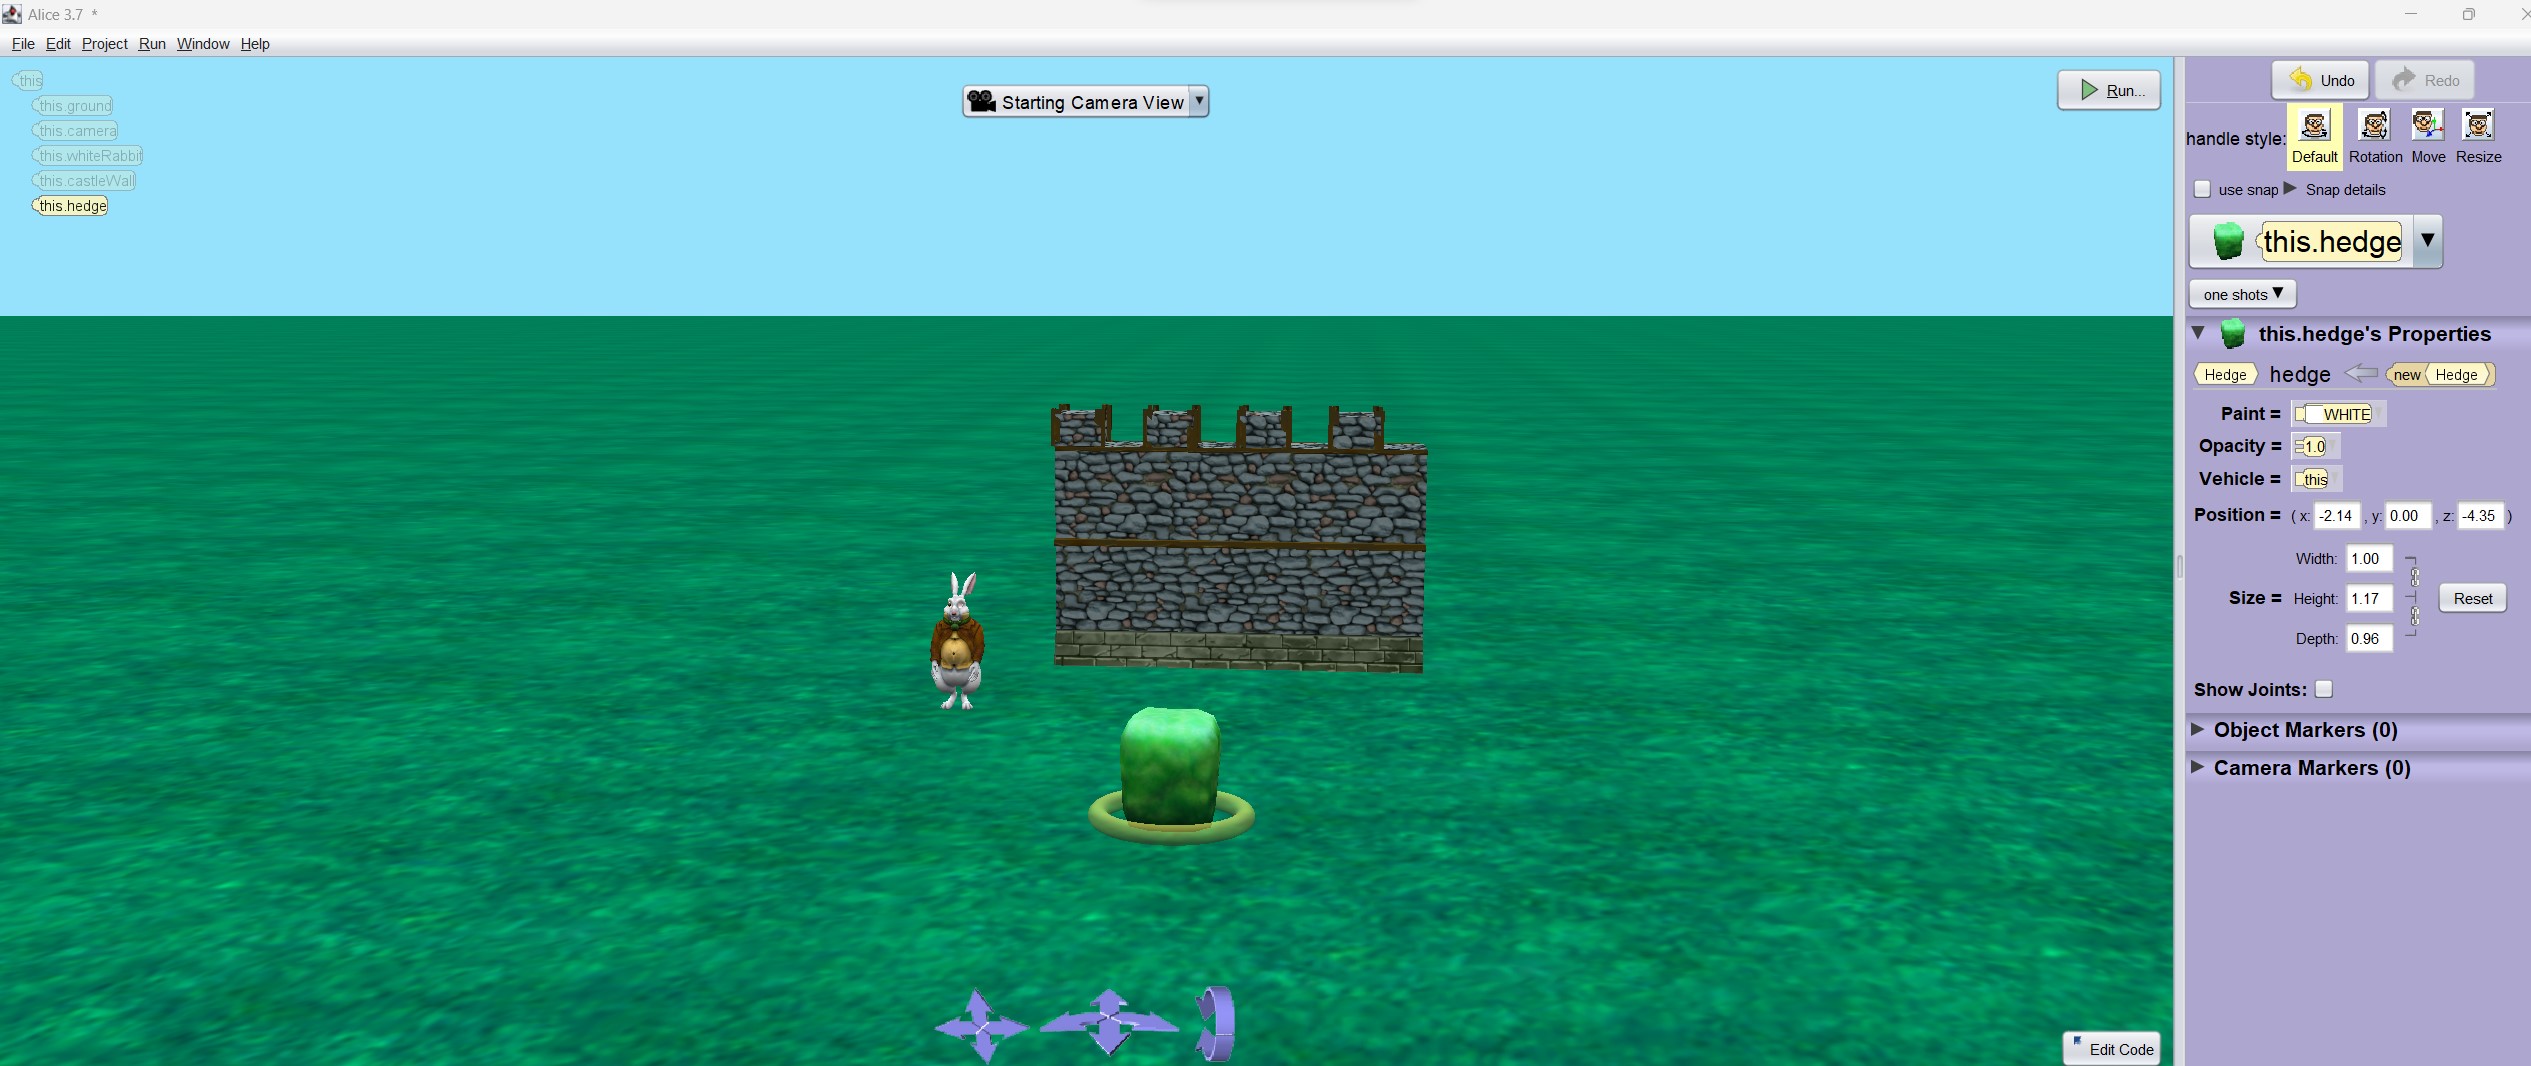 Alice 3.7 *
File Edit Project Run Window Help
this
this.ground
this.camera
this.whiteRabbit
this.castleWall
this.hedge
Starting Camera View
Run...
Undo Redo
handle style: Default Rotation Move Resize
use snap Snap details
this.hedge
one shots
this.hedge's Properties
Hedge hedge new Hedge
Paint = WHITE
Opacity = 1.0
Vehicle = this
Position = ( x: -2.14 , y: 0.00 , z: -4.35 )
Width: 1.00
Size = Height: 1.17 Reset
Depth: 0.96
Show Joints:
Object Markers (0)
Camera Markers (0)
Edit Code